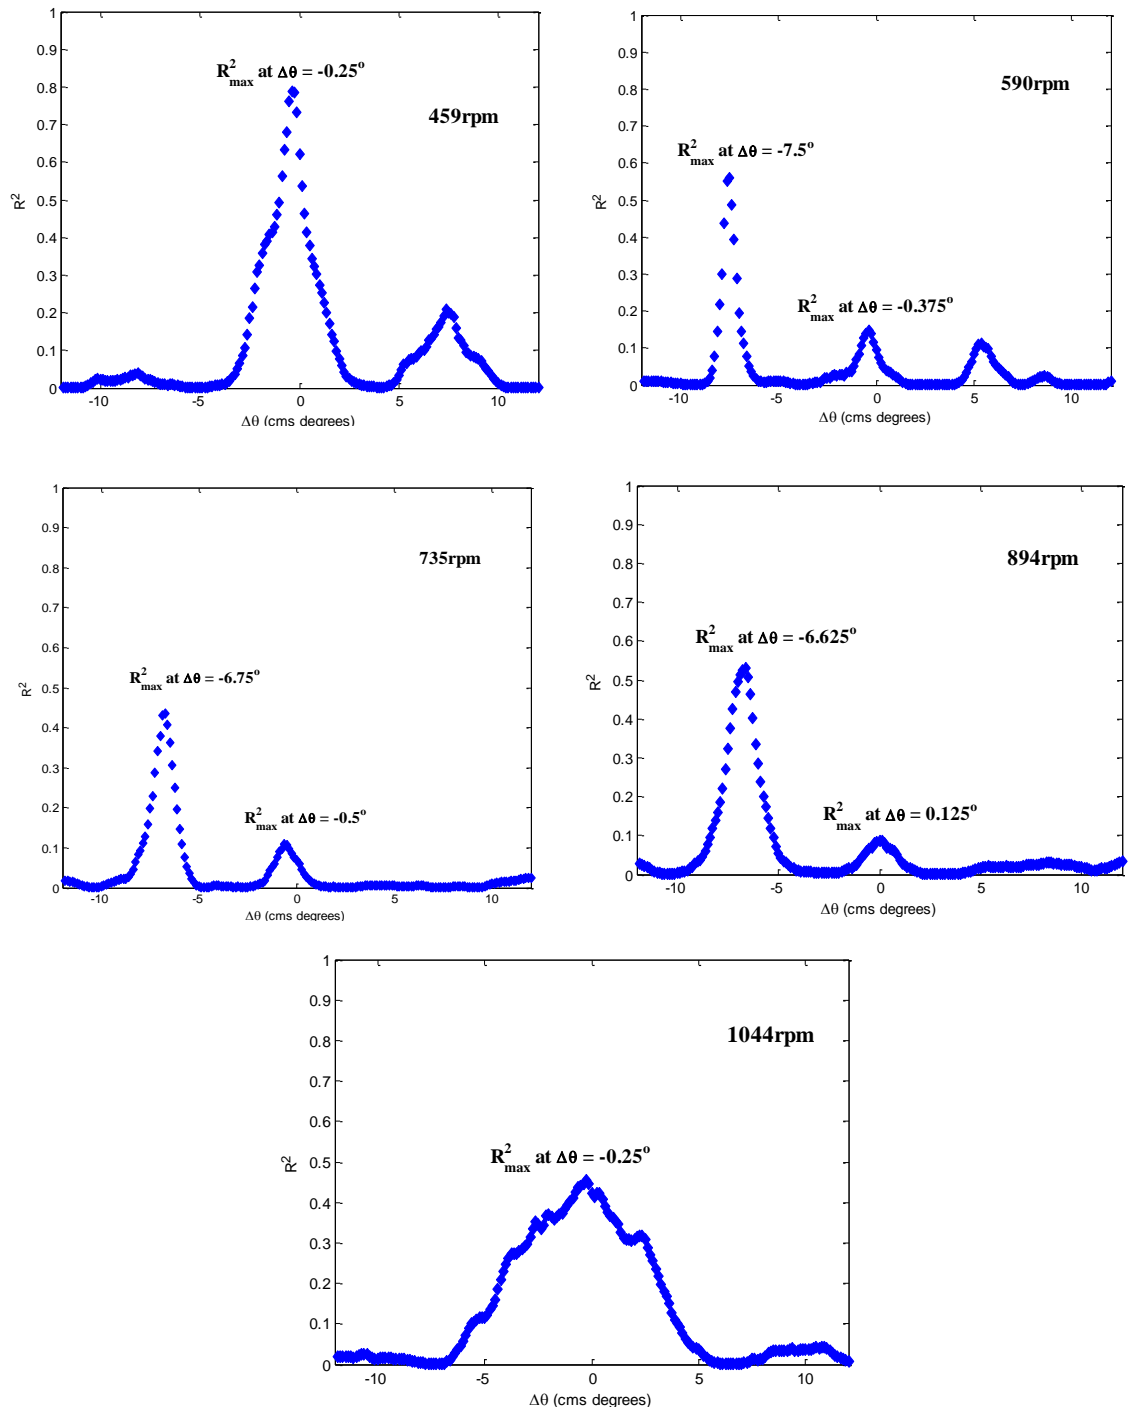 1
0.9
0.8
0.7
0.6
0.5
0.4
0.3
0.2
0.1
0
R²
R²max at Δθ = -0.25°
459rpm
-10 -5 0 5 10
Δθ (cms degrees)
1
0.9
0.8
0.7
0.6
0.5
0.4
0.3
0.2
0.1
0
R²
590rpm
R²max at Δθ = -7.5°
R²max at Δθ = -0.375°
-10 -5 0 5 10
Δθ (cms degrees)
1
0.9
0.8
0.7
0.6
0.5
0.4
0.3
0.2
0.1
0
R²
735rpm
R²max at Δθ = -6.75°
R²max at Δθ = -0.5°
-10 -5 0 5 10
Δθ (cms degrees)
1
0.9
0.8
0.7
0.6
0.5
0.4
0.3
0.2
0.1
0
R²
894rpm
R²max at Δθ = -6.625°
R²max at Δθ = 0.125°
-10 -5 0 5 10
Δθ (cms degrees)
1
0.9
0.8
0.7
0.6
0.5
0.4
0.3
0.2
0.1
0
R²
1044rpm
R²max at Δθ = -0.25°
-10 -5 0 5 10
Δθ (cms degrees)